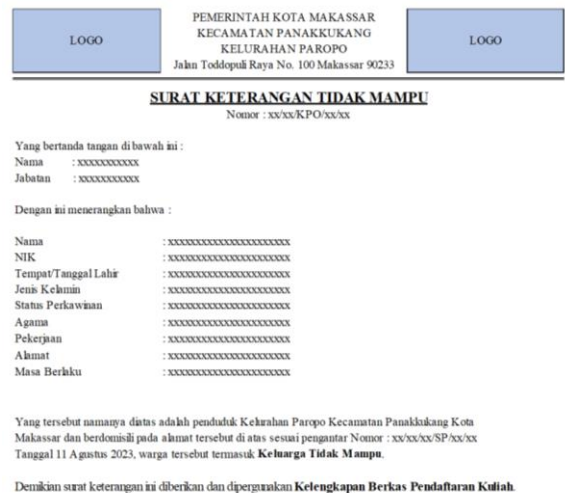 LOGO
PEMERINTAH KOTA MAKASSAR
KECAMATAN PANAKKUKANG
KELURAHAN PAROPO
Jalan Toddopuli Raya No. 100 Makassar 90233
LOGO
SURAT KETERANGAN TIDAK MAMPU
Nomor : xx/xx/KPO/xx/xx
Yang bertanda tangan di bawah ini :
Nama : xxxxxxxxxxx
Jabatan : xxxxxxxxxxx
Dengan ini menerangkan bahwa :
Nama : xxxxxxxxxxxxxxxxxxxxxx
NIK : xxxxxxxxxxxxxxxxxxxxxx
Tempat/Tanggal Lahir : xxxxxxxxxxxxxxxxxxxxxx
Jenis Kelamin : xxxxxxxxxxxxxxxxxxxxxx
Status Perkawinan : xxxxxxxxxxxxxxxxxxxxxx
Agama : xxxxxxxxxxxxxxxxxxxxxx
Pekerjaan : xxxxxxxxxxxxxxxxxxxxxx
Alamat : xxxxxxxxxxxxxxxxxxxxxx
Masa Berlaku : xxxxxxxxxxxxxxxxxxxxxx
Yang tersebut namanya diatas adalah penduduk Kelurahan Paropo Kecamatan Panakkukang Kota
Makassar dan berdomisili pada alamat tersebut di atas sesuai pengantar Nomor : xx/xx/xx/SP/xx/xx
Tanggal 11 Agustus 2023, warga tersebut termasuk Keluarga Tidak Mampu.
Demikian surat keterangan ini diberikan dan dipergunakan Kelengkapan Berkas Pendaftaran Kuliah.